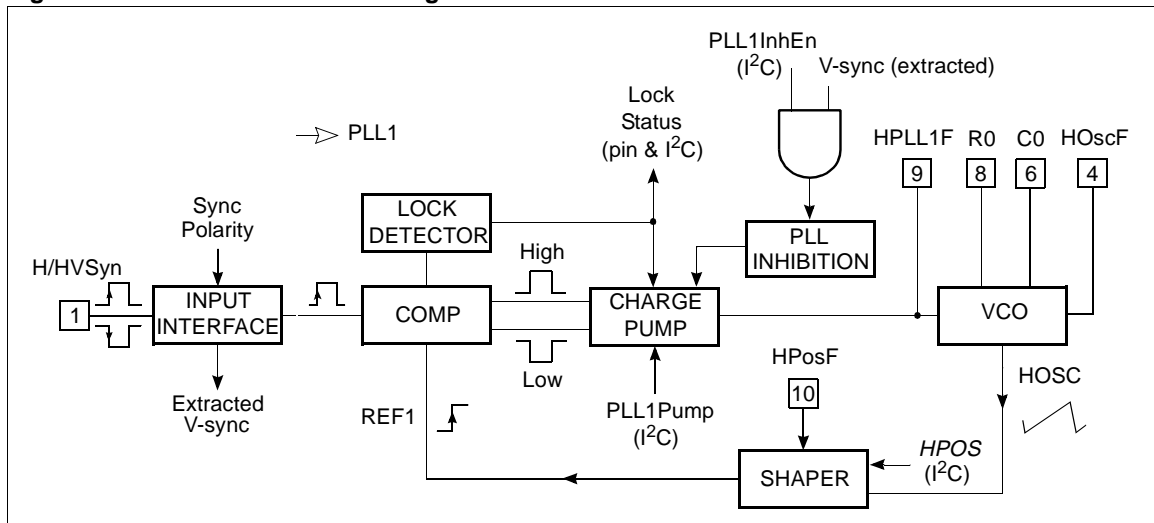 PLL1InhEn
(I²C)
V-sync (extracted)
Lock
Status
(pin & I²C)
PLL1
HPLL1F
R0
C0
HOscF
9
8
6
4
Sync
Polarity
LOCK
DETECTOR
PLL
INHIBITION
High
H/HVSyn
1
INPUT
INTERFACE
COMP
CHARGE
PUMP
VCO
Low
HPosF
HOSC
Extracted
V-sync
REF1
PLL1Pump
(I²C)
10
HPOS
(I²C)
SHAPER